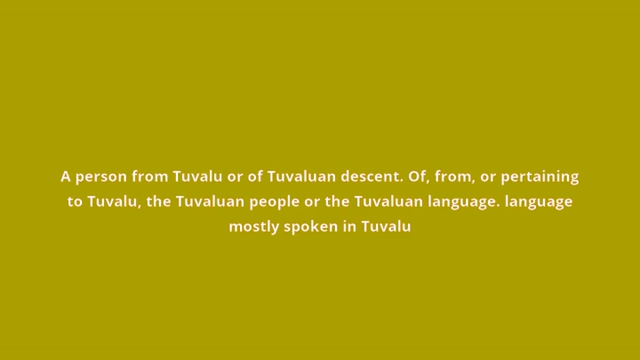 A person from Tuvalu or of Tuvaluan descent. Of, from, or pertaining
to Tuvalu, the Tuvaluan people or the Tuvaluan language. language
mostly spoken in Tuvalu